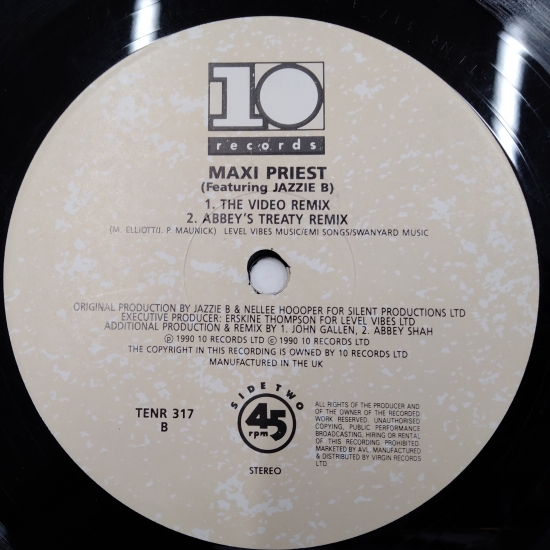 10
records
MAXI PRIEST
(Featuring JAZZIE B)
1. THE VIDEO REMIX
2. ABBEY'S TREATY REMIX
(M. ELLIOTT/J. P. MAUNICK) LEVEL VIBES MUSIC/EMI SONGS/SWANYARD MUSIC
ORIGINAL PRODUCTION BY JAZZIE B & NELLEE HOOOPER FOR SILENT PRODUCTIONS LTD
EXECUTIVE PRODUCER: ERSKINE THOMPSON FOR LEVEL VIBES LTD
ADDITIONAL PRODUCTION & REMIX BY 1. JOHN GALLEN, 2. ABBEY SHAH
℗ 1990 10 RECORDS LTD © 1990 10 RECORDS LTD
THE COPYRIGHT IN THIS RECORDING IS OWNED BY 10 RECORDS LTD
MANUFACTURED IN THE UK
TENR 317
B
SIDE TWO
45
rpm
STEREO
ALL RIGHTS OF THE PRODUCER AND
OF THE OWNER OF THE RECORDED
WORK RESERVED. UNAUTHORISED
COPYING, PUBLIC PERFORMANCE
BROADCASTING, HIRING OR RENTAL
OF THIS RECORDING PROHIBITED
MARKETED BY AVL, MANUFACTURED
& DISTRIBUTED BY VIRGIN RECORDS
LTD.